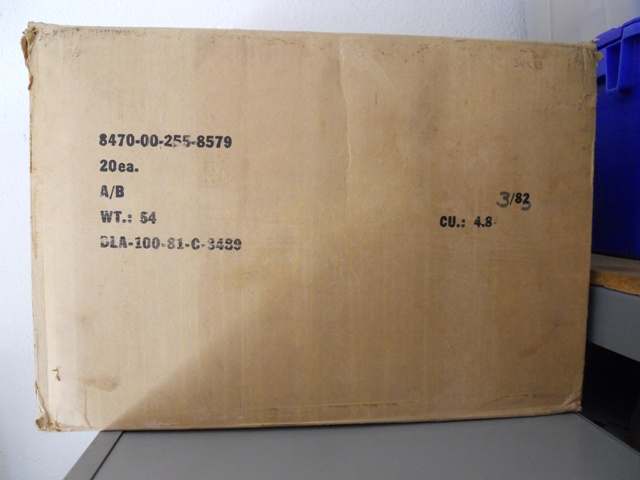 8470-00-255-8579
20ea.
A/B
WT.: 54
DLA-100-81-C-3489
3/82
CU.: 4.8